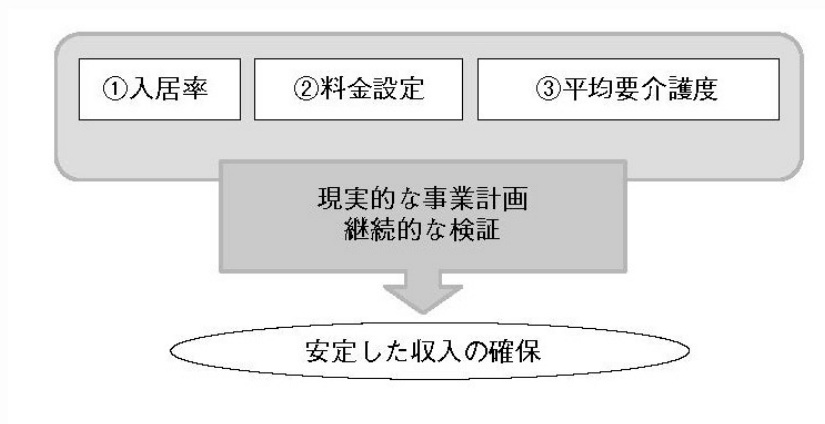 ①入居率
②料金設定
③平均要介護度
現実的な事業計画
継続的な検証
安定した収入の確保